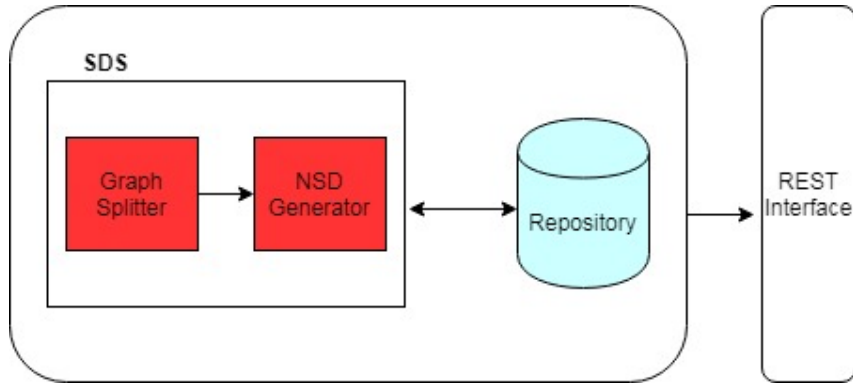 SDS
Graph
Splitter
NSD
Generator
Repository
REST
Interface